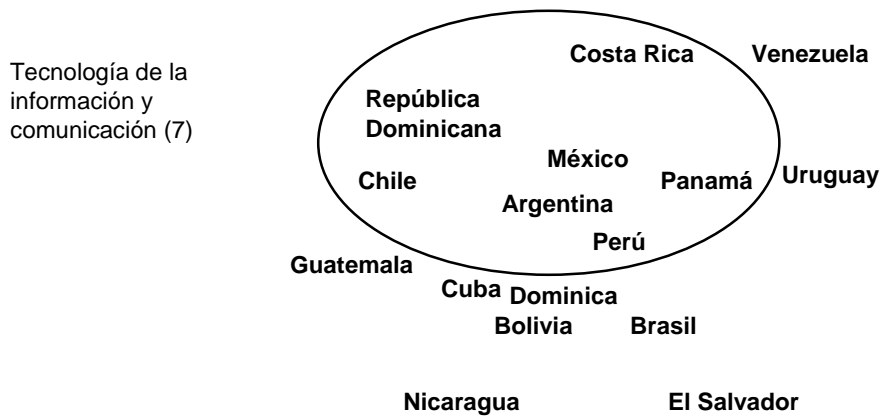 Tecnología de la
información y
comunicación (7)
Costa Rica
Venezuela
República
Dominicana
México
Chile
Panamá
Uruguay
Argentina
Perú
Guatemala
Cuba
Dominica
Bolivia
Brasil
Nicaragua
El Salvador